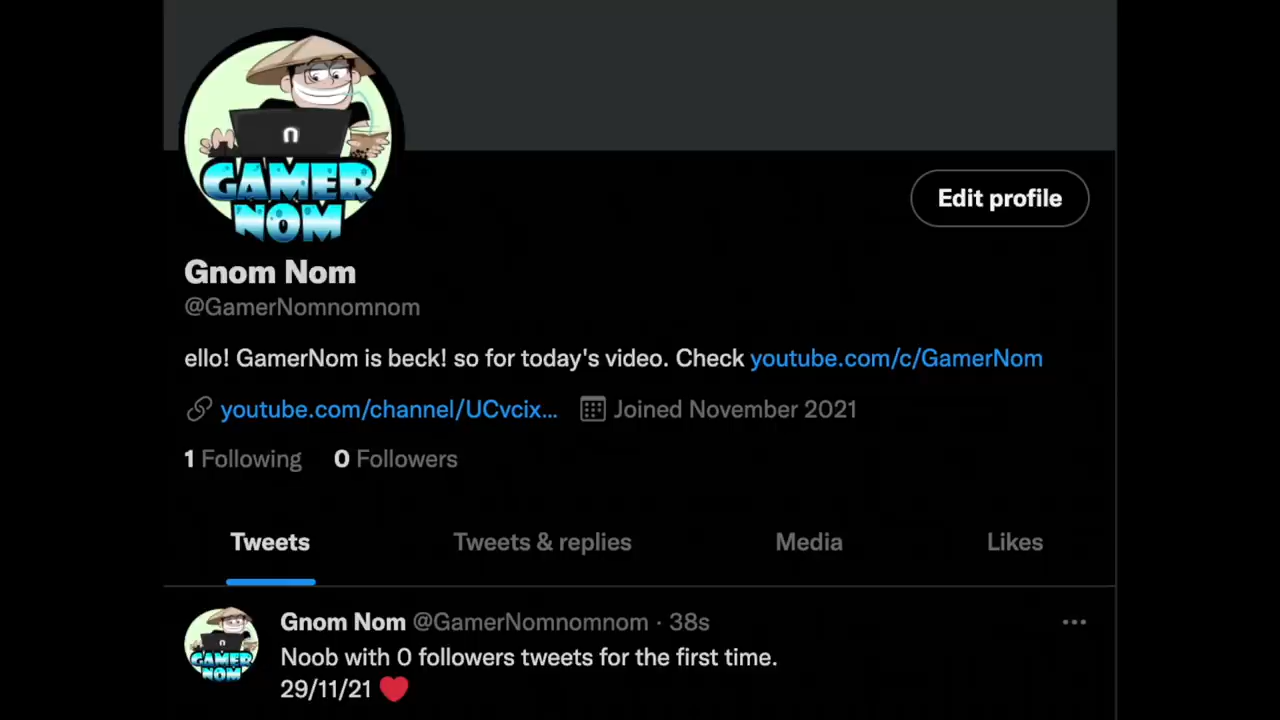 GAMER
NOM
Edit profile
Gnom Nom
@GamerNomnomnom
ello! GamerNom is beck! so for today's video. Check youtube.com/c/GamerNom
youtube.com/channel/UCvcix... Joined November 2021
1 Following 0 Followers
Tweets Tweets & replies Media Likes
Gnom Nom @GamerNomnomnom · 38s
GAMER
NOM
Noob with 0 followers tweets for the first time.
29/11/21 ❤️